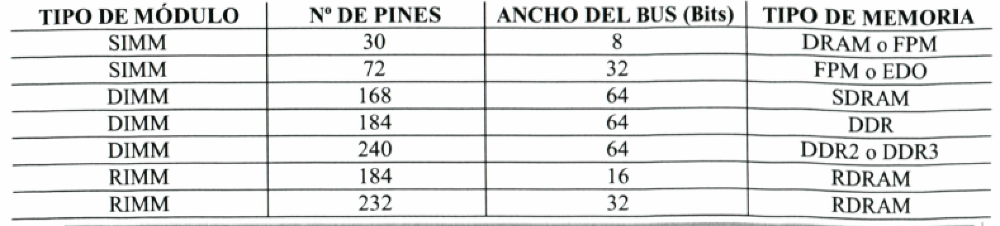 TIPO DE MÓDULO Nº DE PINES ANCHO DEL BUS (Bits) TIPO DE MEMORIA
SIMM 30 8 DRAM o FPM
SIMM 72 32 FPM o EDO
DIMM 168 64 SDRAM
DIMM 184 64 DDR
DIMM 240 64 DDR2 o DDR3
RIMM 184 16 RDRAM
RIMM 232 32 RDRAM